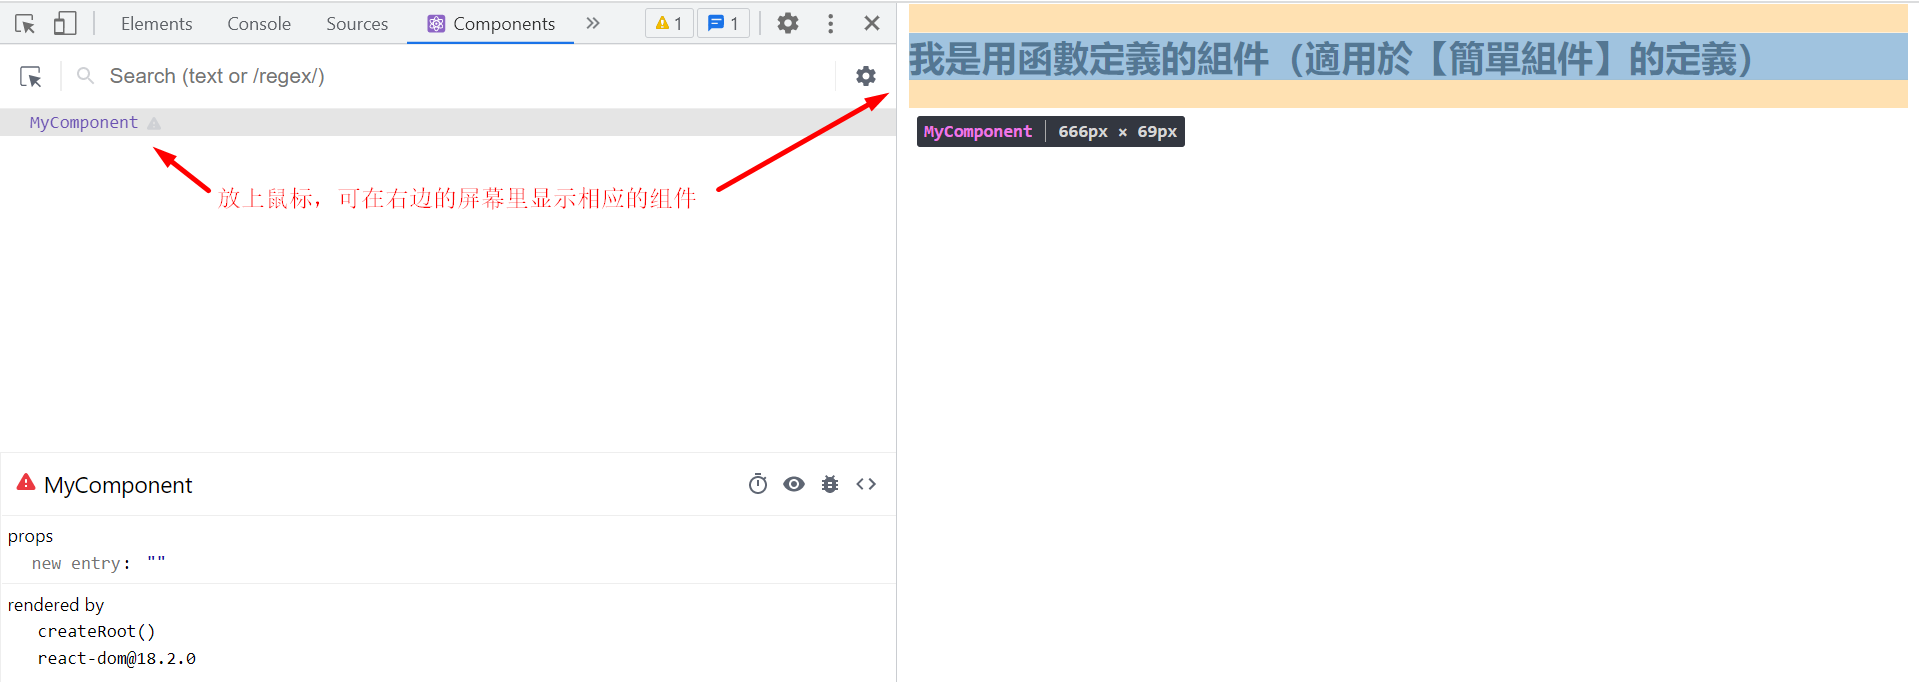 Elements Console Sources Components 1 1
Search (text or /regex/)
MyComponent
放上鼠标，可在右边的屏幕里显示相应的组件
MyComponent
props
new entry: ""
rendered by
createRoot()
react-dom@18.2.0
我是用函數定義的組件（適用於【簡單組件】的定義）
MyComponent 666px × 69px